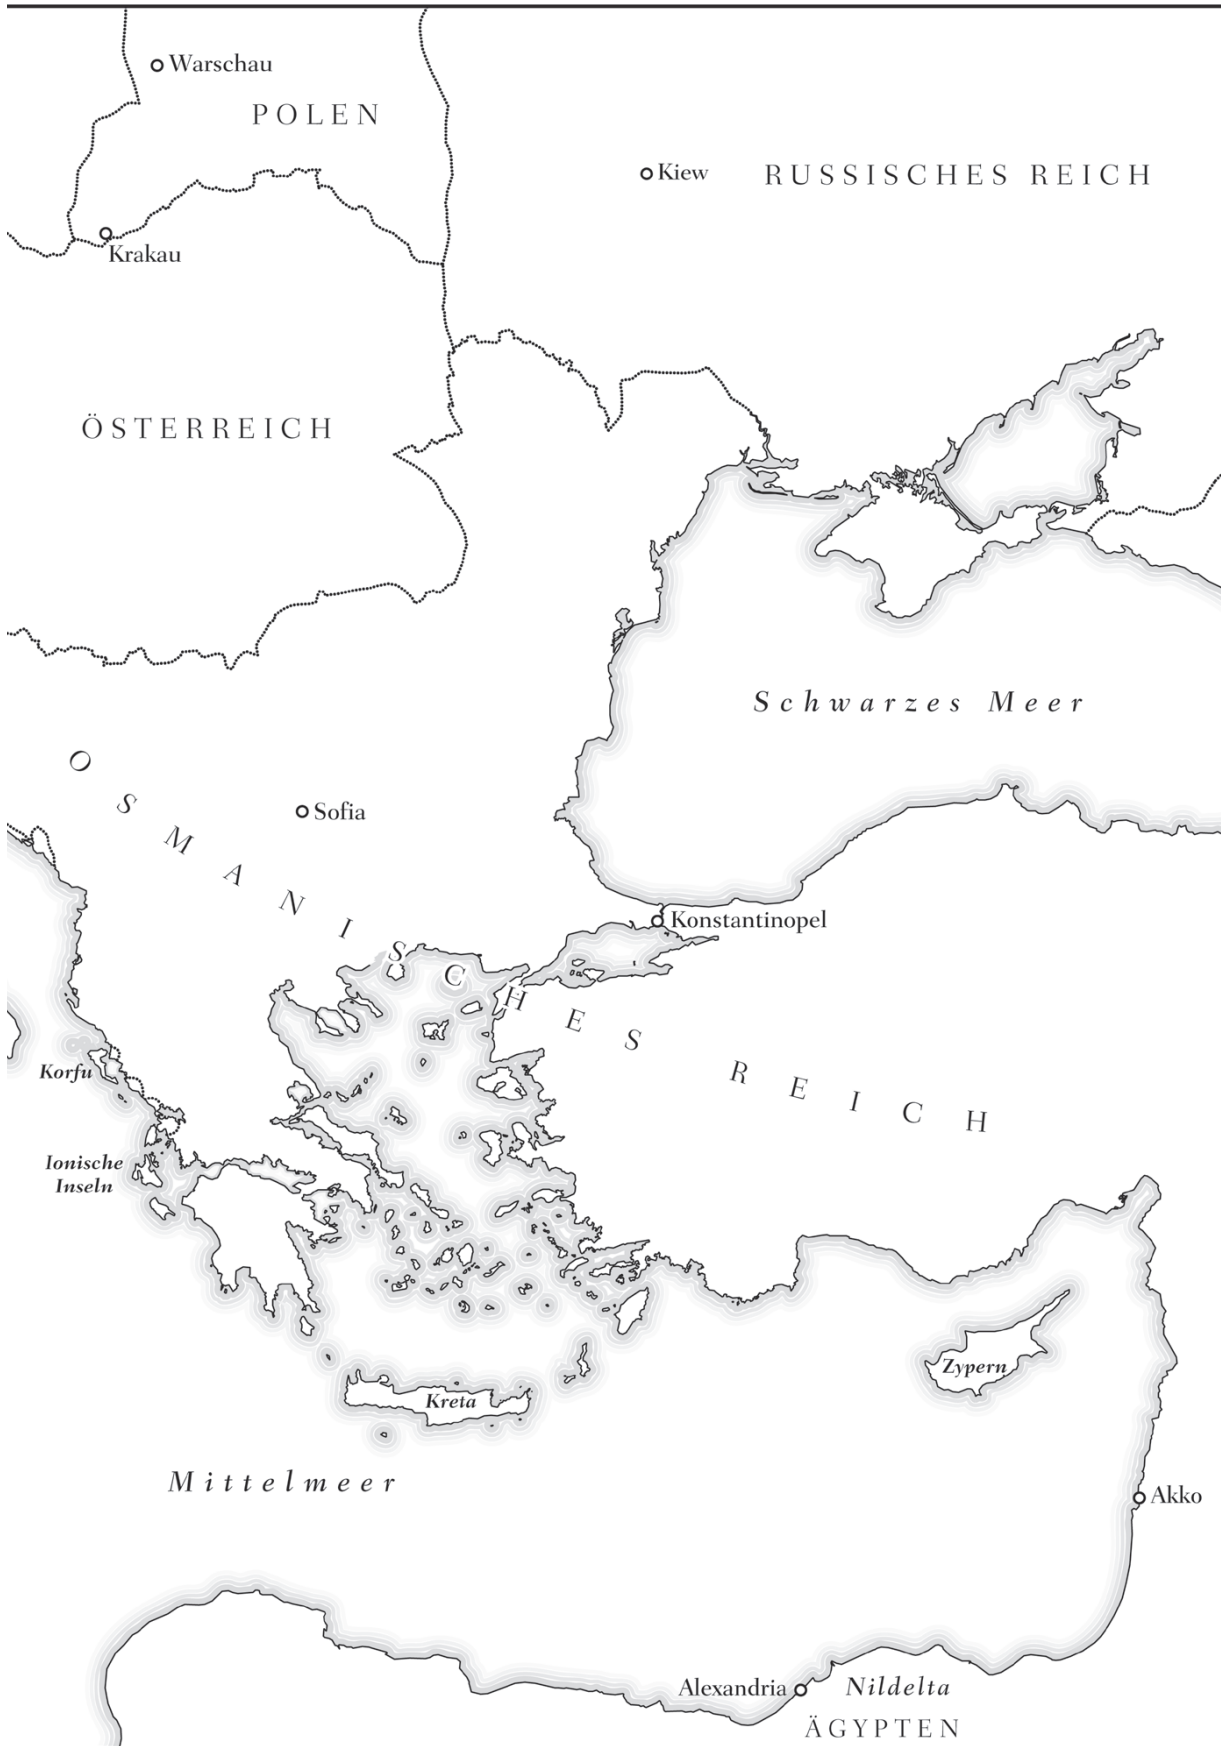 Warschau
POLEN
Kiew
RUSSISCHES REICH
Krakau
ÖSTERREICH
Schwarzes Meer
OSMANISCHES REICH
Sofia
Konstantinopel
Korfu
Ionische
Inseln
Zypern
Kreta
Mittelmeer
Akko
Alexandria
Nildelta
ÄGYPTEN